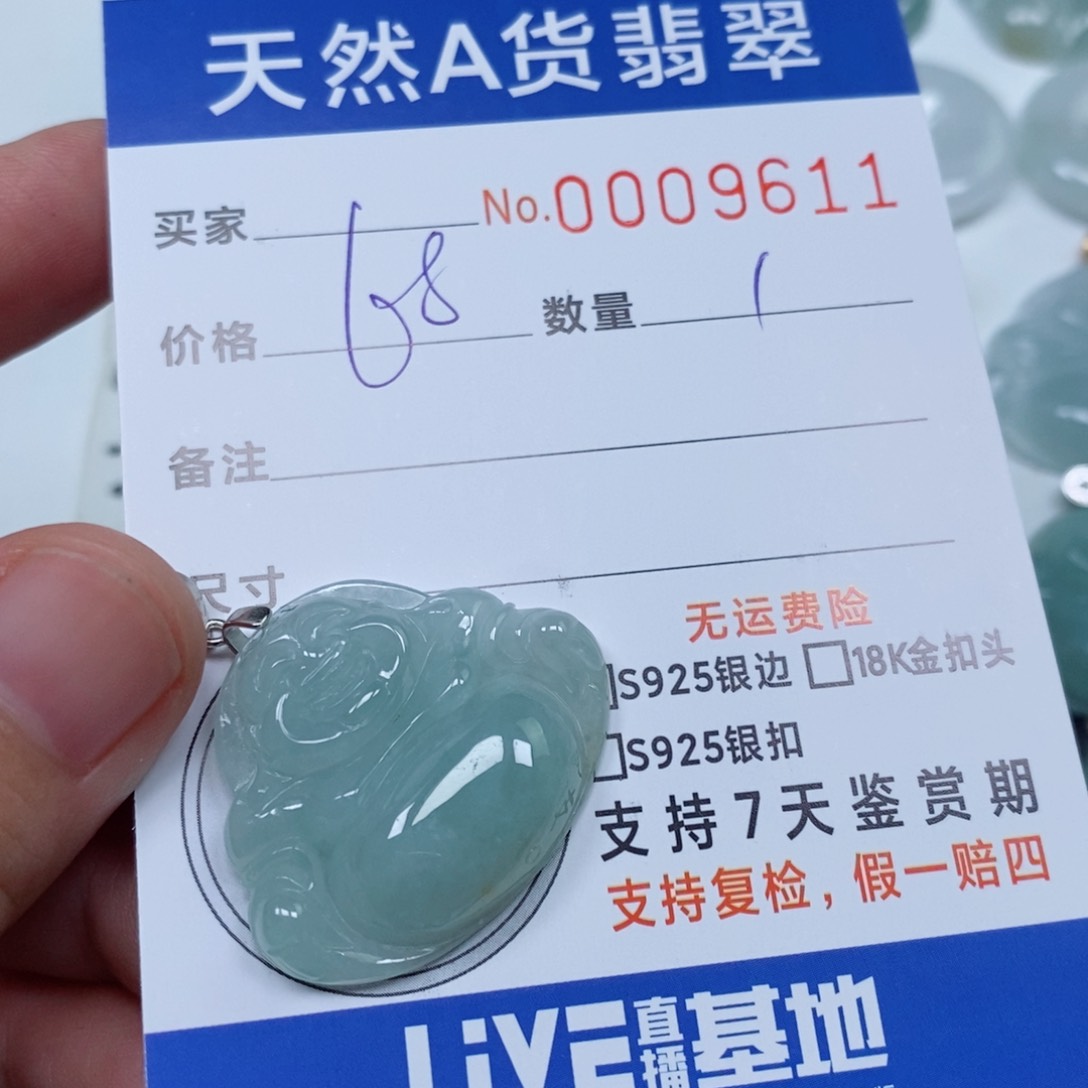 天然A货翡翠
买家 No.0009611
价格 68 数量 1
备注
尺寸
无运费险
S925银边 18K金扣头
S925银扣
支持7天鉴赏期
支持复检，假一赔四
LiVE直播基地